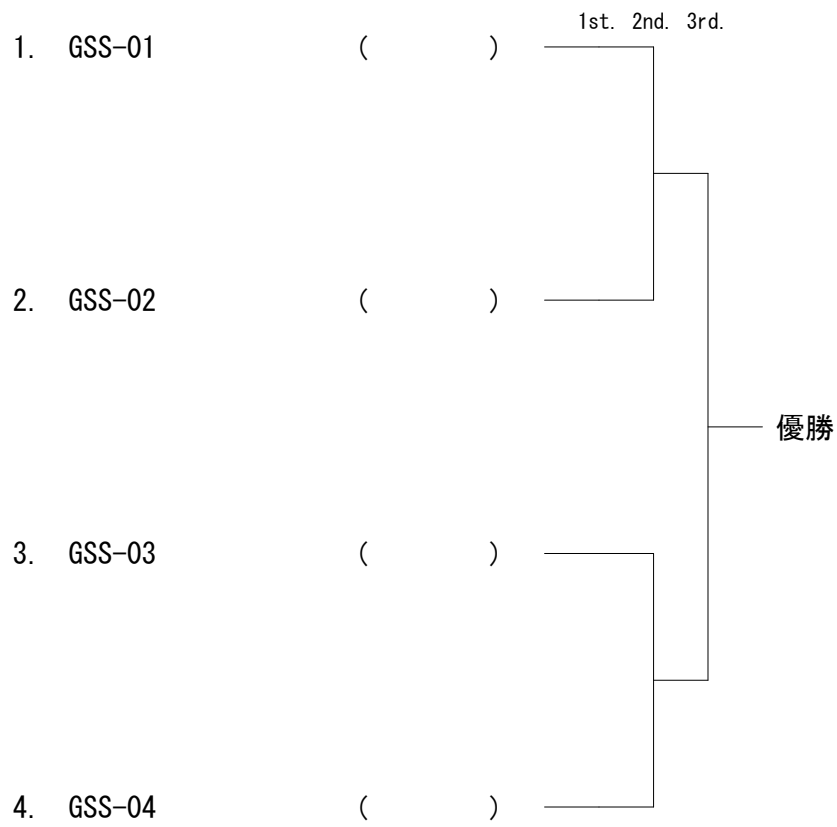 1st. 2nd. 3rd.
1. GSS-01 ( )
2. GSS-02 ( )
優勝
3. GSS-03 ( )
4. GSS-04 ( )